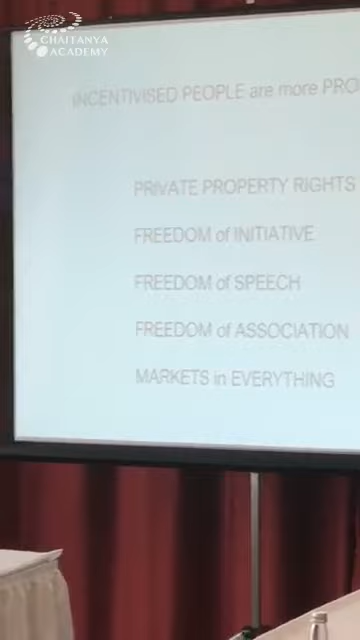 CHAITANYA
ACADEMY
INCENTIVISED PEOPLE are more PRO
PRIVATE PROPERTY RIGHTS
FREEDOM of INITIATIVE
FREEDOM of SPEECH
FREEDOM of ASSOCIATION
MARKETS in EVERYTHING